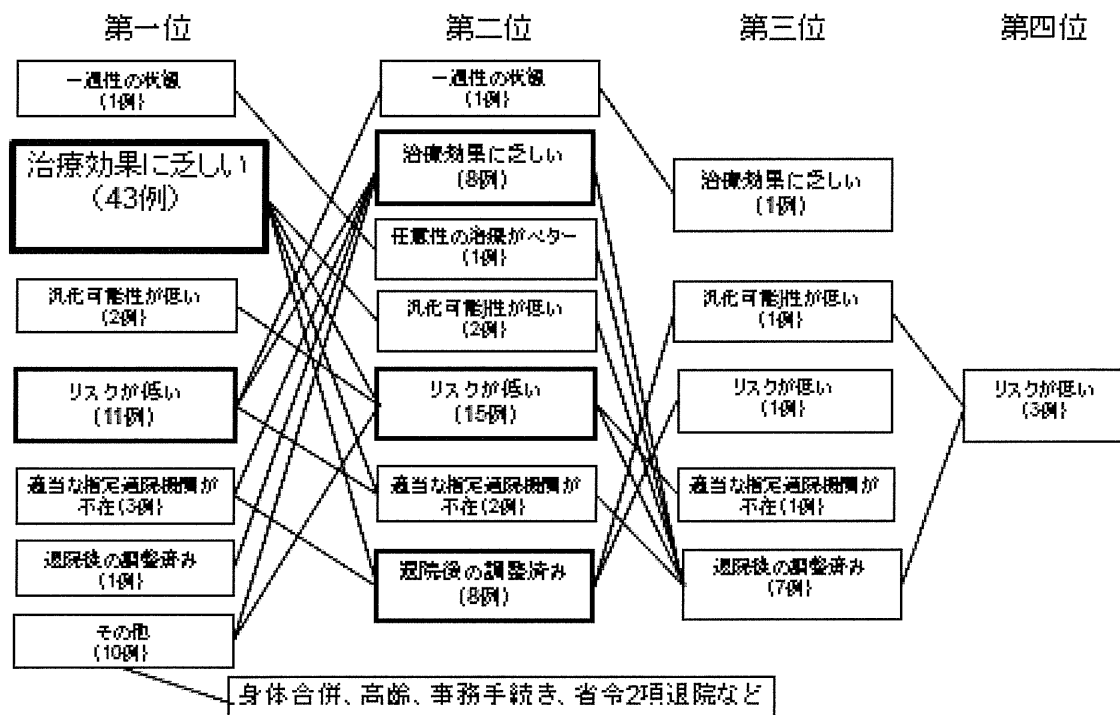 第一位
第二位
第三位
第四位
一過性の状態
(1例)
治療効果に乏しい
(43例)
汎化可能性が低い
(2例)
リスクが低い
(11例)
適当な指定通院機関が
不在(3例)
退院後の調整済み
(1例)
その他
(10例)
一過性の状態
(1例)
治療効果に乏しい
(8例)
任意性の治療がベター
(1例)
汎化可能性が低い
(2例)
リスクが低い
(15例)
適当な指定通院機関が
不在(2例)
退院後の調整済み
(8例)
治療効果に乏しい
(1例)
汎化可能性が低い
(1例)
リスクが低い
(1例)
適当な指定通院機関が
不在(1例)
退院後の調整済み
(7例)
リスクが低い
(3例)
身体合併、高齢、事務手続き、省令2項退院など